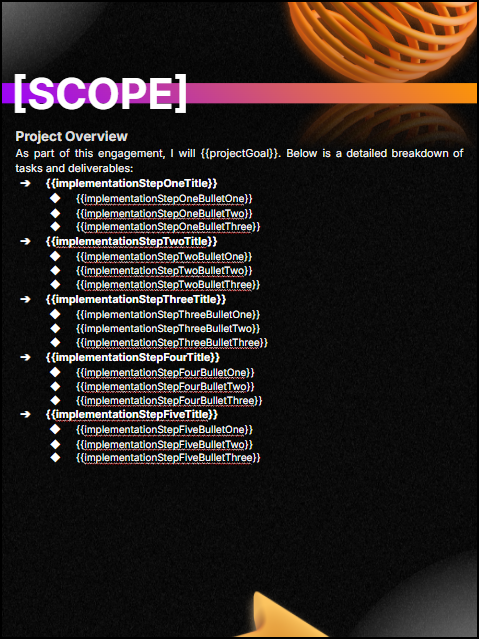 [SCOPE]
Project Overview
As part of this engagement, I will {{projectGoal}}. Below is a detailed breakdown of
tasks and deliverables:
➔ {{implementationStepOneTitle}}
◆ {{implementationStepOneBulletOne}}
◆ {{implementationStepOneBulletTwo}}
◆ {{implementationStepOneBulletThree}}
➔ {{implementationStepTwoTitle}}
◆ {{implementationStepTwoBulletOne}}
◆ {{implementationStepTwoBulletTwo}}
◆ {{implementationStepTwoBulletThree}}
➔ {{implementationStepThreeTitle}}
◆ {{implementationStepThreeBulletOne}}
◆ {{implementationStepThreeBulletTwo}}
◆ {{implementationStepThreeBulletThree}}
➔ {{implementationStepFourTitle}}
◆ {{implementationStepFourBulletOne}}
◆ {{implementationStepFourBulletTwo}}
◆ {{implementationStepFourBulletThree}}
➔ {{implementationStepFiveTitle}}
◆ {{implementationStepFIveBulletOne}}
◆ {{implementationStepFIveBulletTwo}}
◆ {{implementationStepFIveBulletThree}}